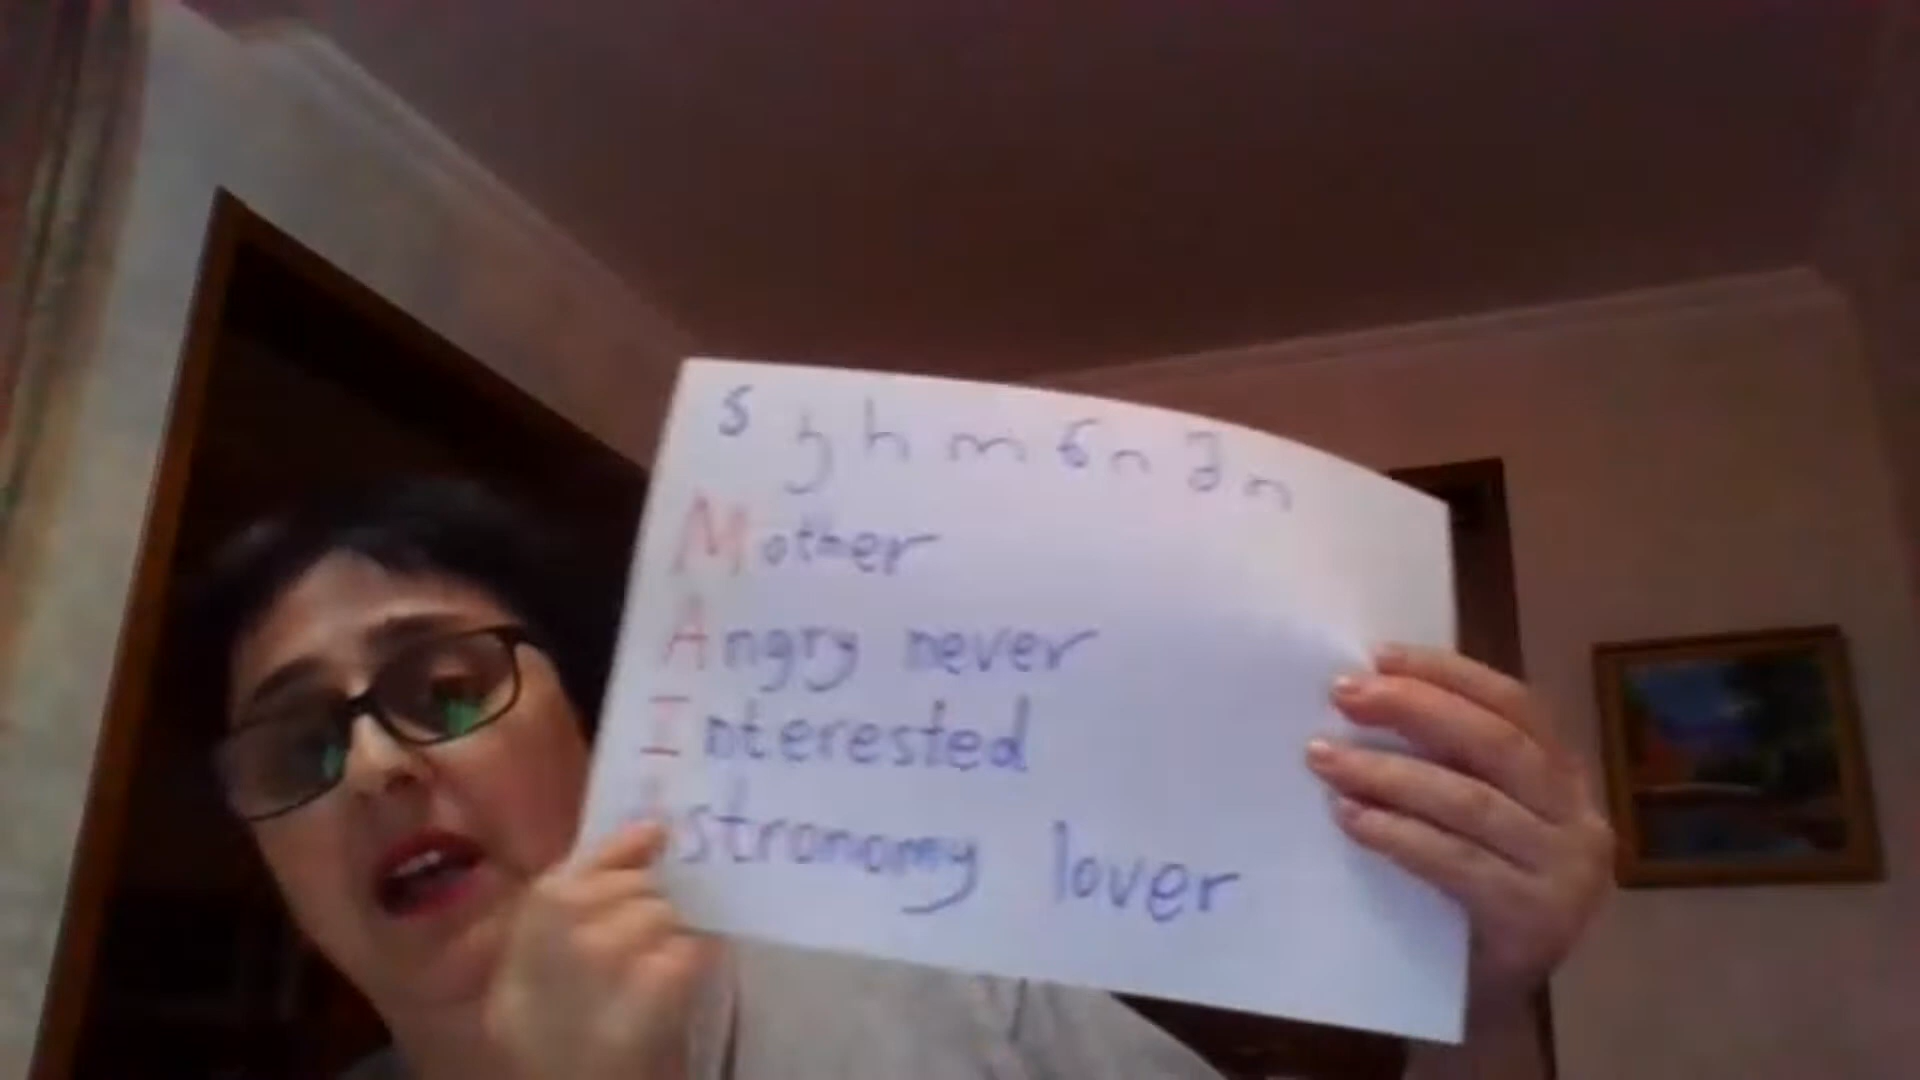 Mother
Angry never
Interested
Astronomy lover